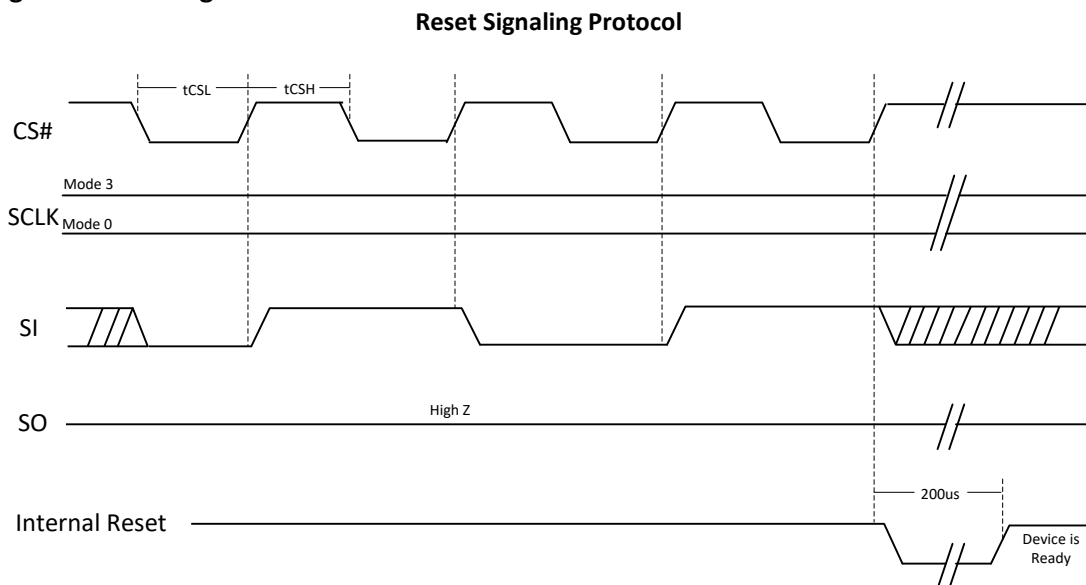 Reset Signaling Protocol
tCSL
tCSH
CS#
Mode 3
SCLK
Mode 0
SI
High Z
SO
200us
Internal Reset
Device is
Ready